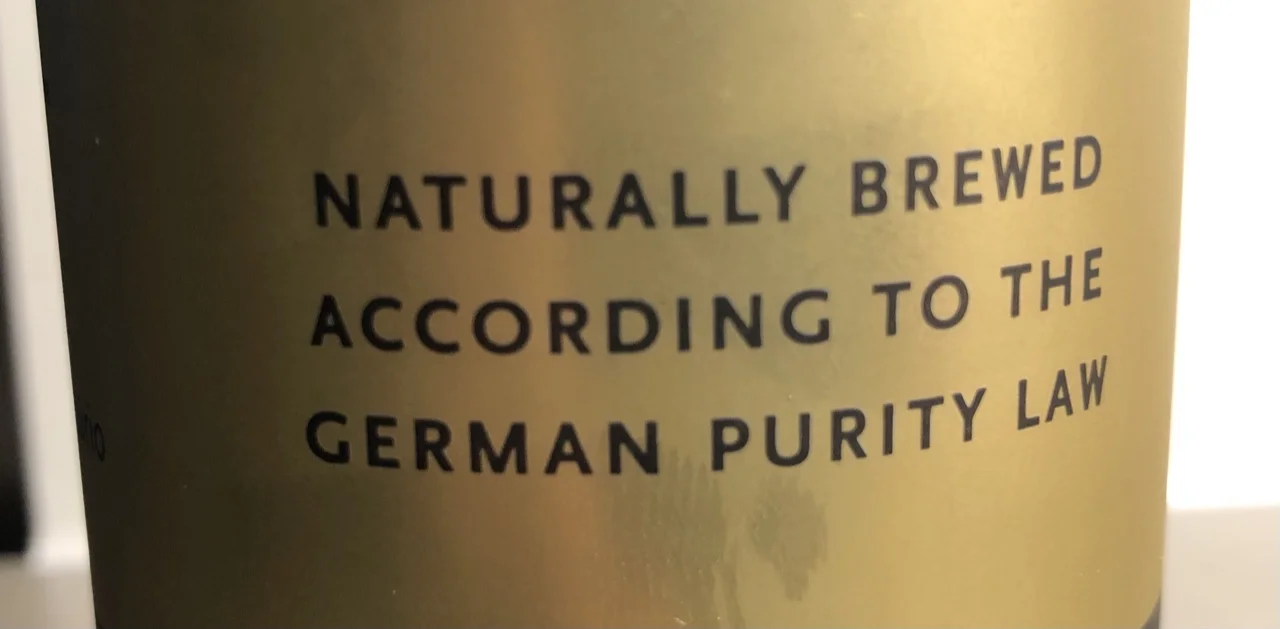 NATURALLY BREWED
ACCORDING TO THE
GERMAN PURITY LAW